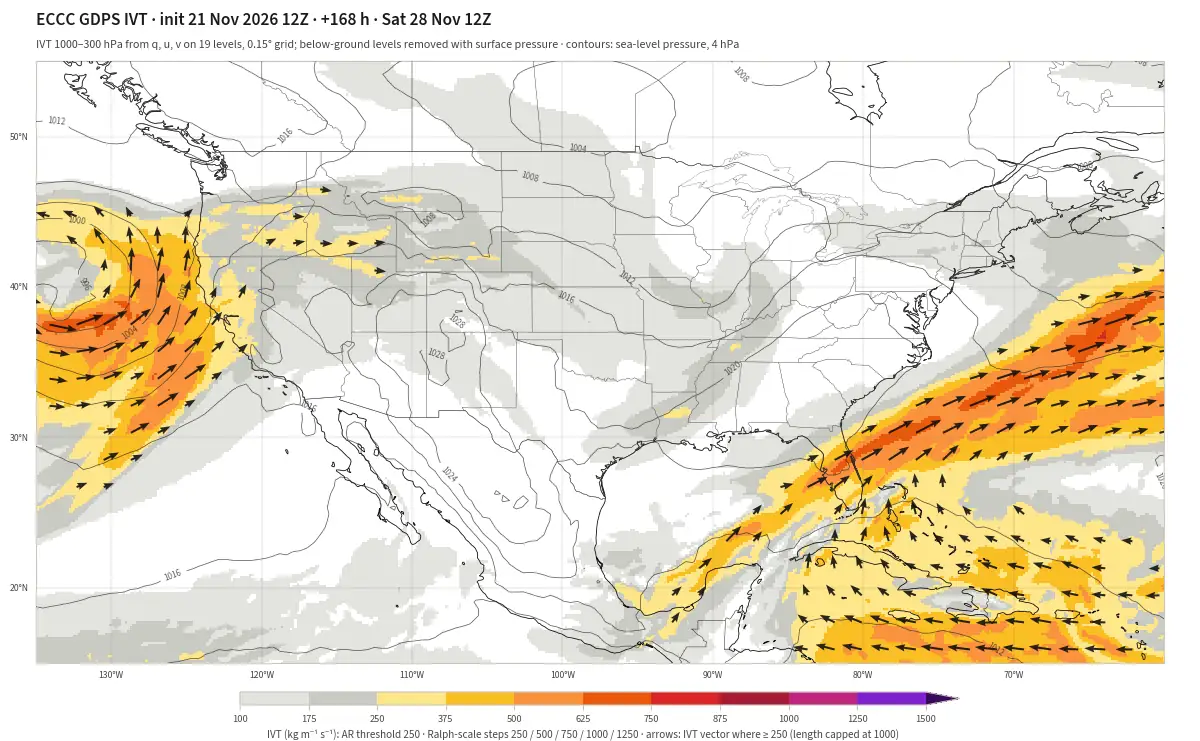 ECCC GDPS IVT · init 21 Nov 2026 12Z · +168 h · Sat 28 Nov 12Z
IVT 1000–300 hPa from q, u, v on 19 levels, 0.15° grid; below-ground levels removed with surface pressure · contours: sea-level pressure, 4 hPa
1008
1012
50°N
1016
1004
1008
1000
1008
40°N
996
1012
1016
1004
1028
1028
1020
1016
30°N
1024
20°N
1016
1012
130°W 120°W 110°W 100°W 90°W 80°W 70°W
100 175 250 375 500 625 750 875 1000 1250 1500
IVT (kg m⁻¹ s⁻¹): AR threshold 250 · Ralph-scale steps 250 / 500 / 750 / 1000 / 1250 · arrows: IVT vector where ≥ 250 (length capped at 1000)